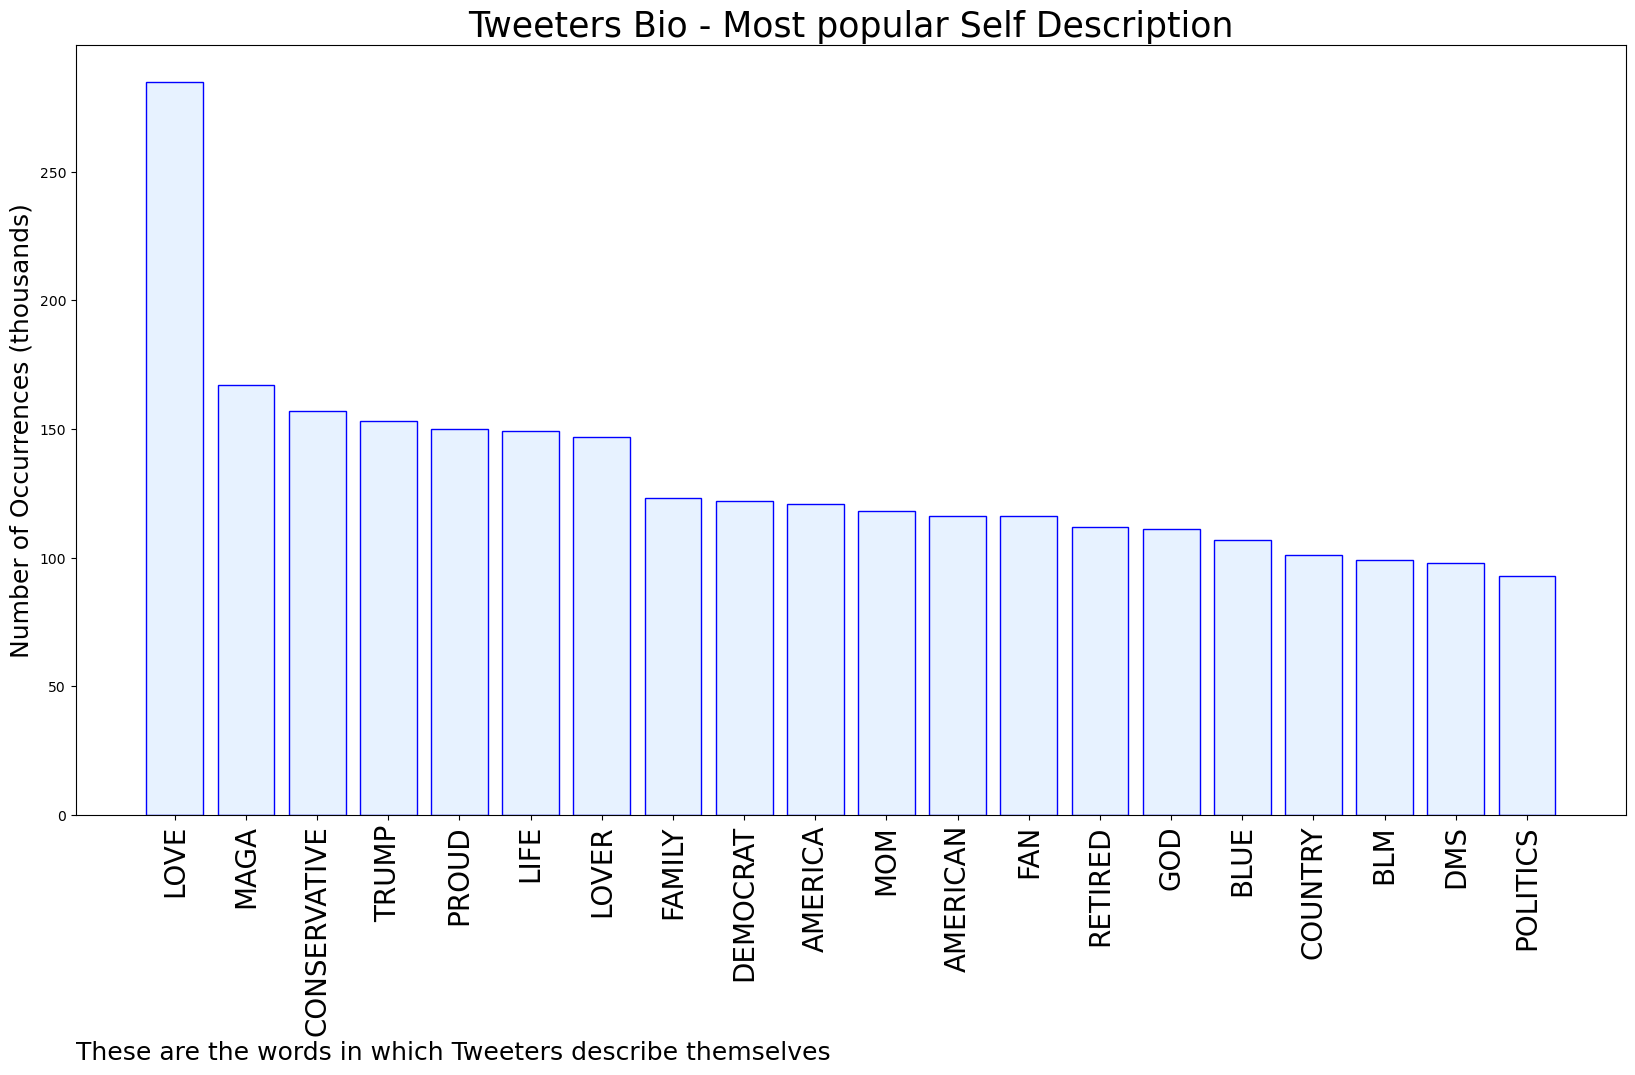 Tweeters Bio - Most popular Self Description
Number of Occurrences (thousands)
250
200
150
100
50
0
LOVE
MAGA
CONSERVATIVE
TRUMP
PROUD
LIFE
LOVER
FAMILY
DEMOCRAT
AMERICA
MOM
AMERICAN
FAN
RETIRED
GOD
BLUE
COUNTRY
BLM
DMS
POLITICS
These are the words in which Tweeters describe themselves